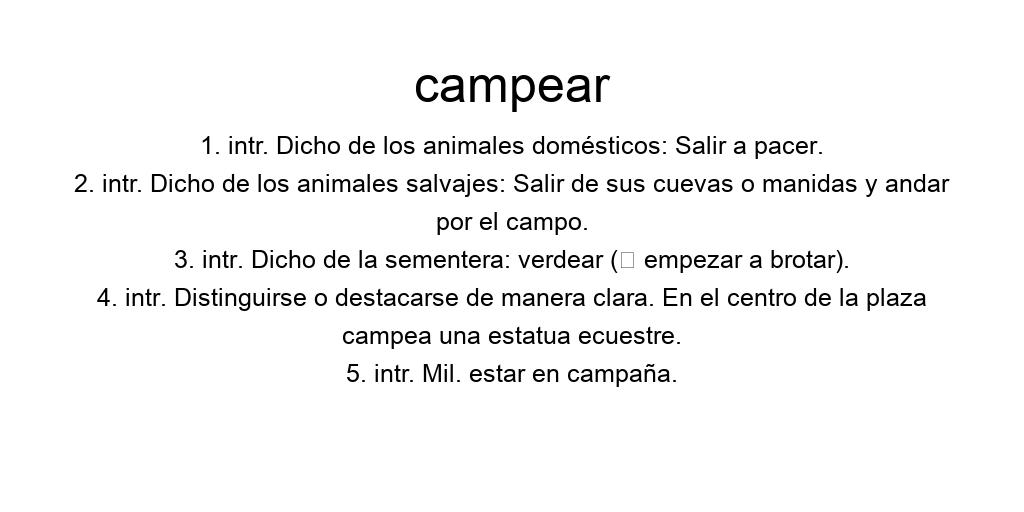 campear
1. intr. Dicho de los animales domésticos: Salir a pacer.
2. intr. Dicho de los animales salvajes: Salir de sus cuevas o manidas y andar
por el campo.
3. intr. Dicho de la sementera: verdear (□ empezar a brotar).
4. intr. Distinguirse o destacarse de manera clara. En el centro de la plaza
campea una estatua ecuestre.
5. intr. Mil. estar en campaña.